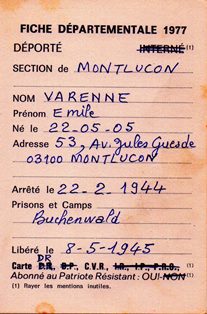 FICHE DÉPARTEMENTALE 1977
DÉPORTÉ INTERNÉ (1)
SECTION de MONTLUCON
NOM VARENNE
Prénom Emile
Né le 22-05-05
Adresse 53, Av. Jules Guesde
03100 MONTLUCON
Arrêté le 22-2-1944
Prisons et Camps
Buchenwald
Libéré le 8-5-1945
DR
Carte D.R., C.P., C.V.R., I.R., I.P., P.R.O., (1)
Abonné au Patriote Résistant : OUI-NON (1)
(1) Rayer les mentions inutiles.